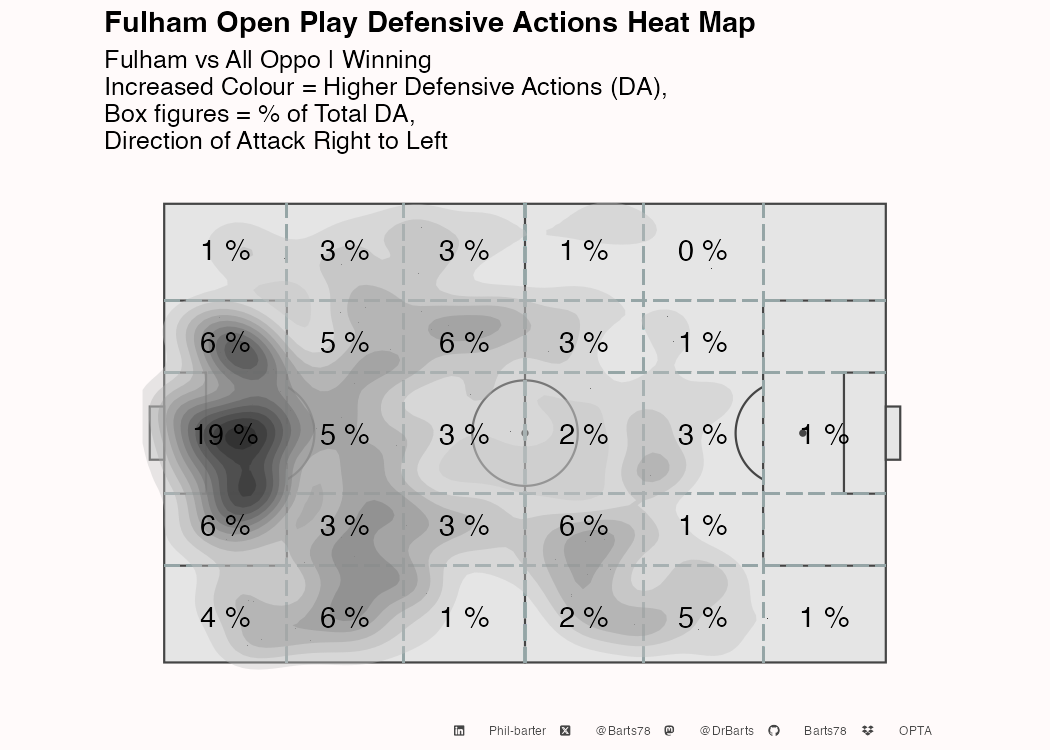 Fulham Open Play Defensive Actions Heat Map
Fulham vs All Oppo | Winning
Increased Colour = Higher Defensive Actions (DA),
Box figures = % of Total DA,
Direction of Attack Right to Left
1 % 3 % 3 % 1 % 0 %
6 % 5 % 6 % 3 % 1 %
19 % 5 % 3 % 2 % 3 % 1 %
6 % 3 % 3 % 6 % 1 %
4 % 6 % 1 % 2 % 5 % 1 %
Phil-barter @Barts78 @DrBarts Barts78 OPTA